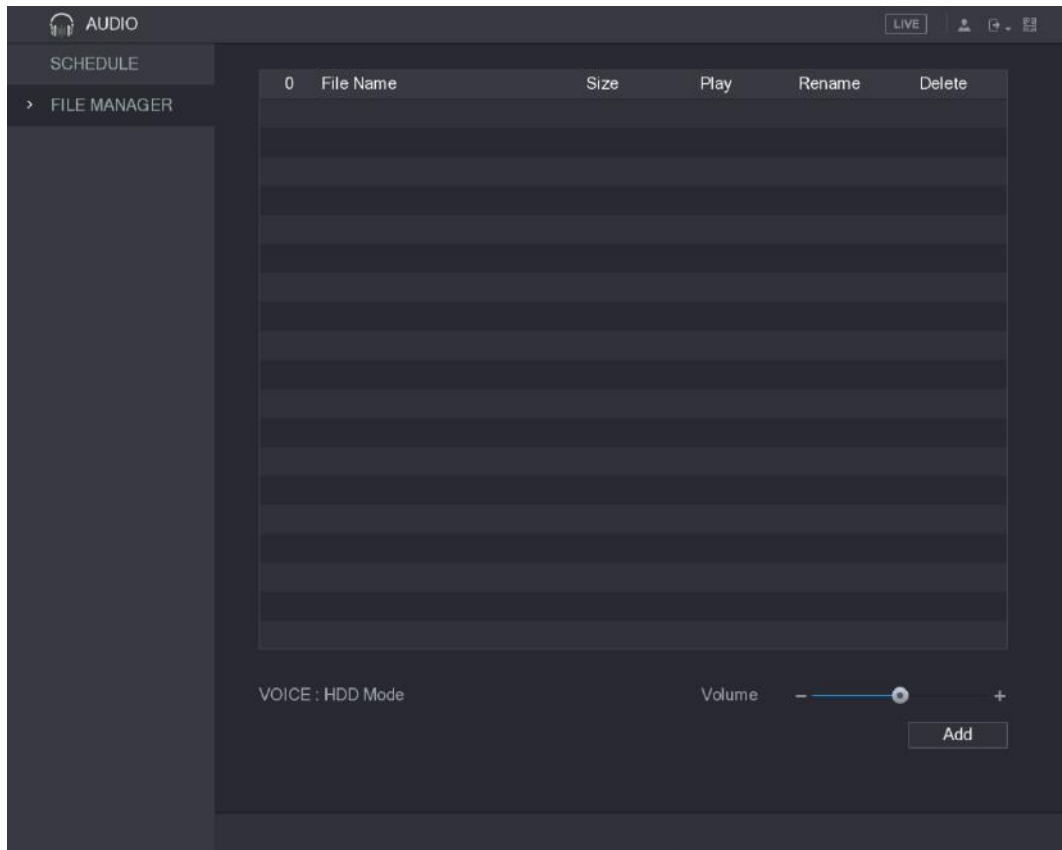 AUDIO LIVE
SCHEDULE
FILE MANAGER
0 File Name Size Play Rename Delete
VOICE : HDD Mode Volume − +
Add